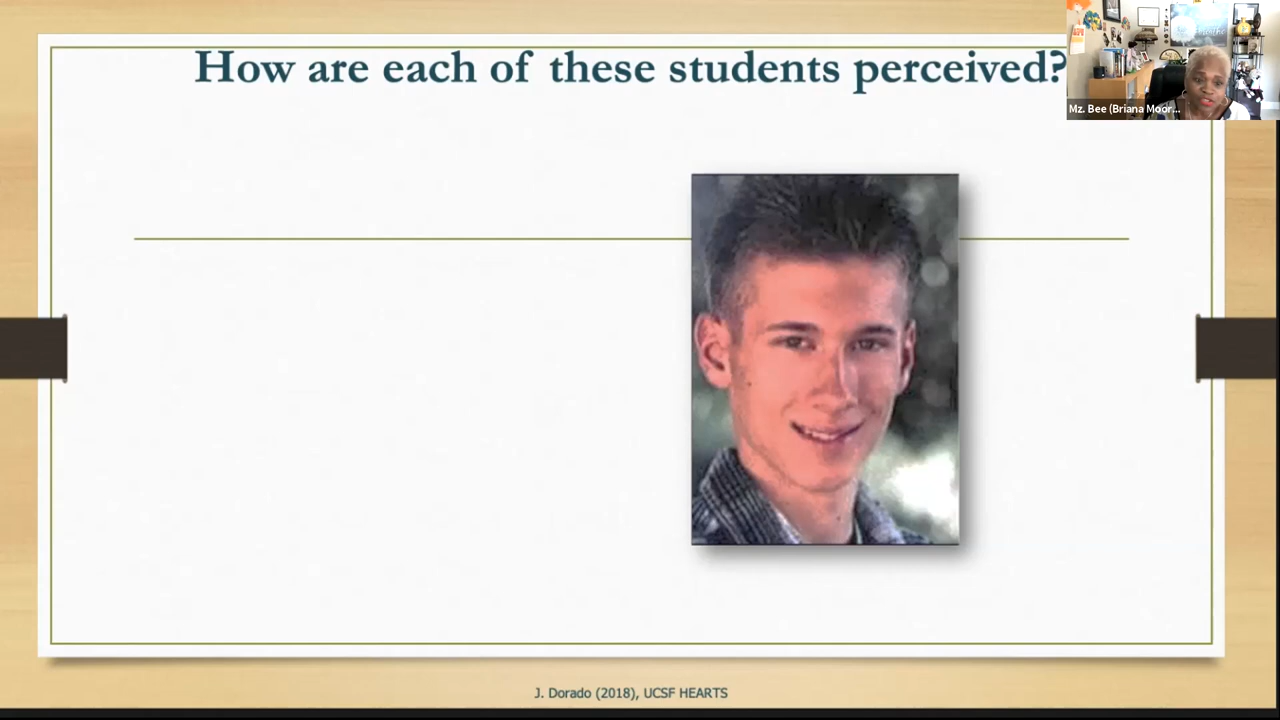 How are each of these students perceived?
Mz. Bee (Briana Moor...
J. Dorado (2018), UCSF HEARTS